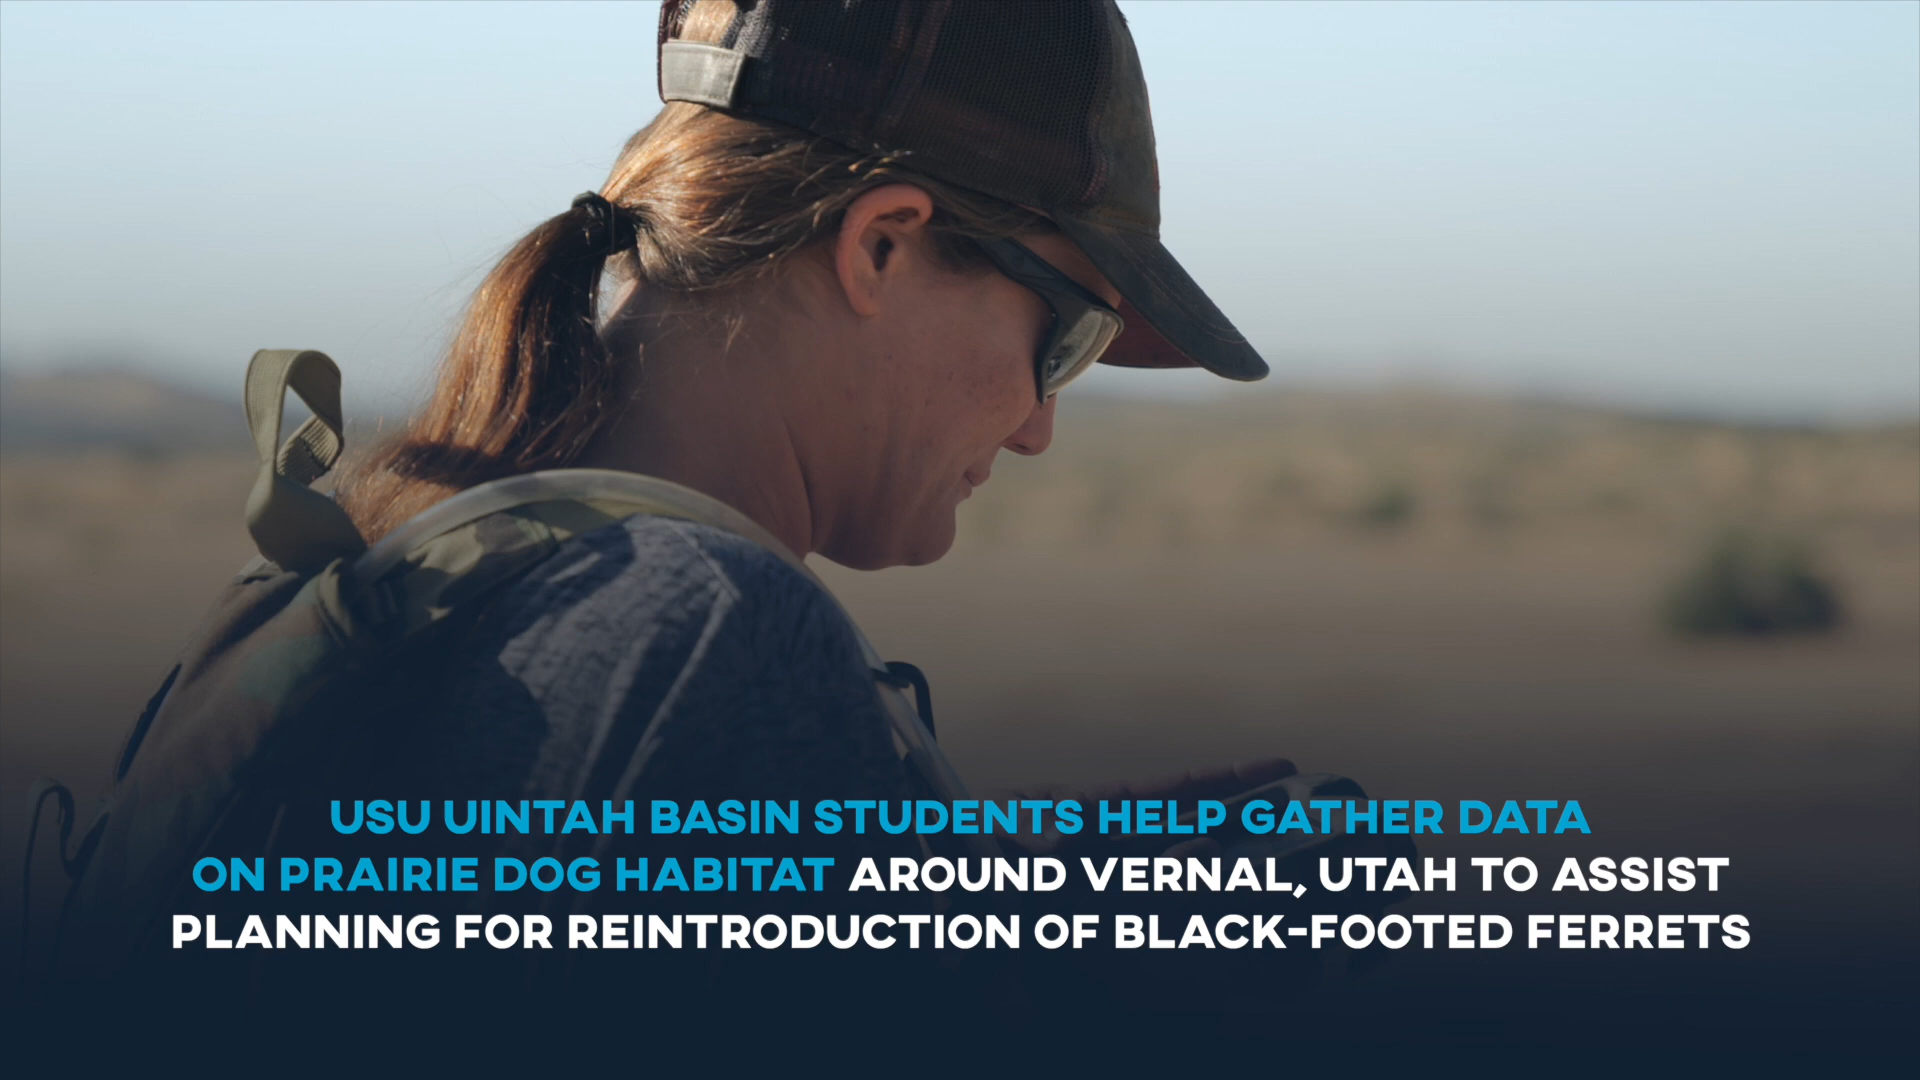 USU UINTAH BASIN STUDENTS HELP GATHER DATA
ON PRAIRIE DOG HABITAT AROUND VERNAL, UTAH TO ASSIST
PLANNING FOR REINTRODUCTION OF BLACK-FOOTED FERRETS